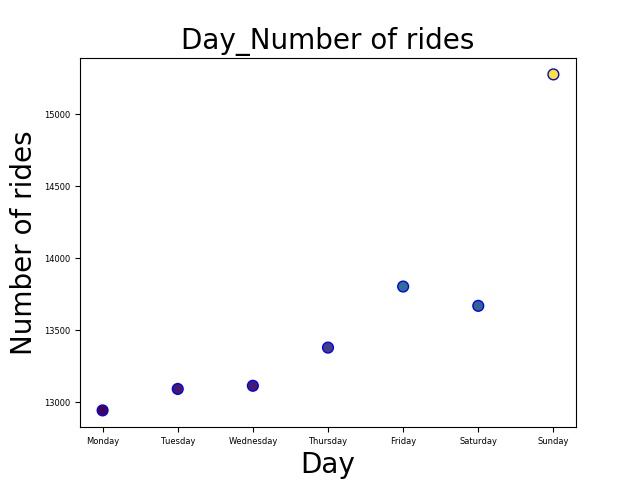 Day_Number of rides
Number of rides
15000
14500
14000
13500
13000
Monday Tuesday Wednesday Thursday Friday Saturday Sunday
Day